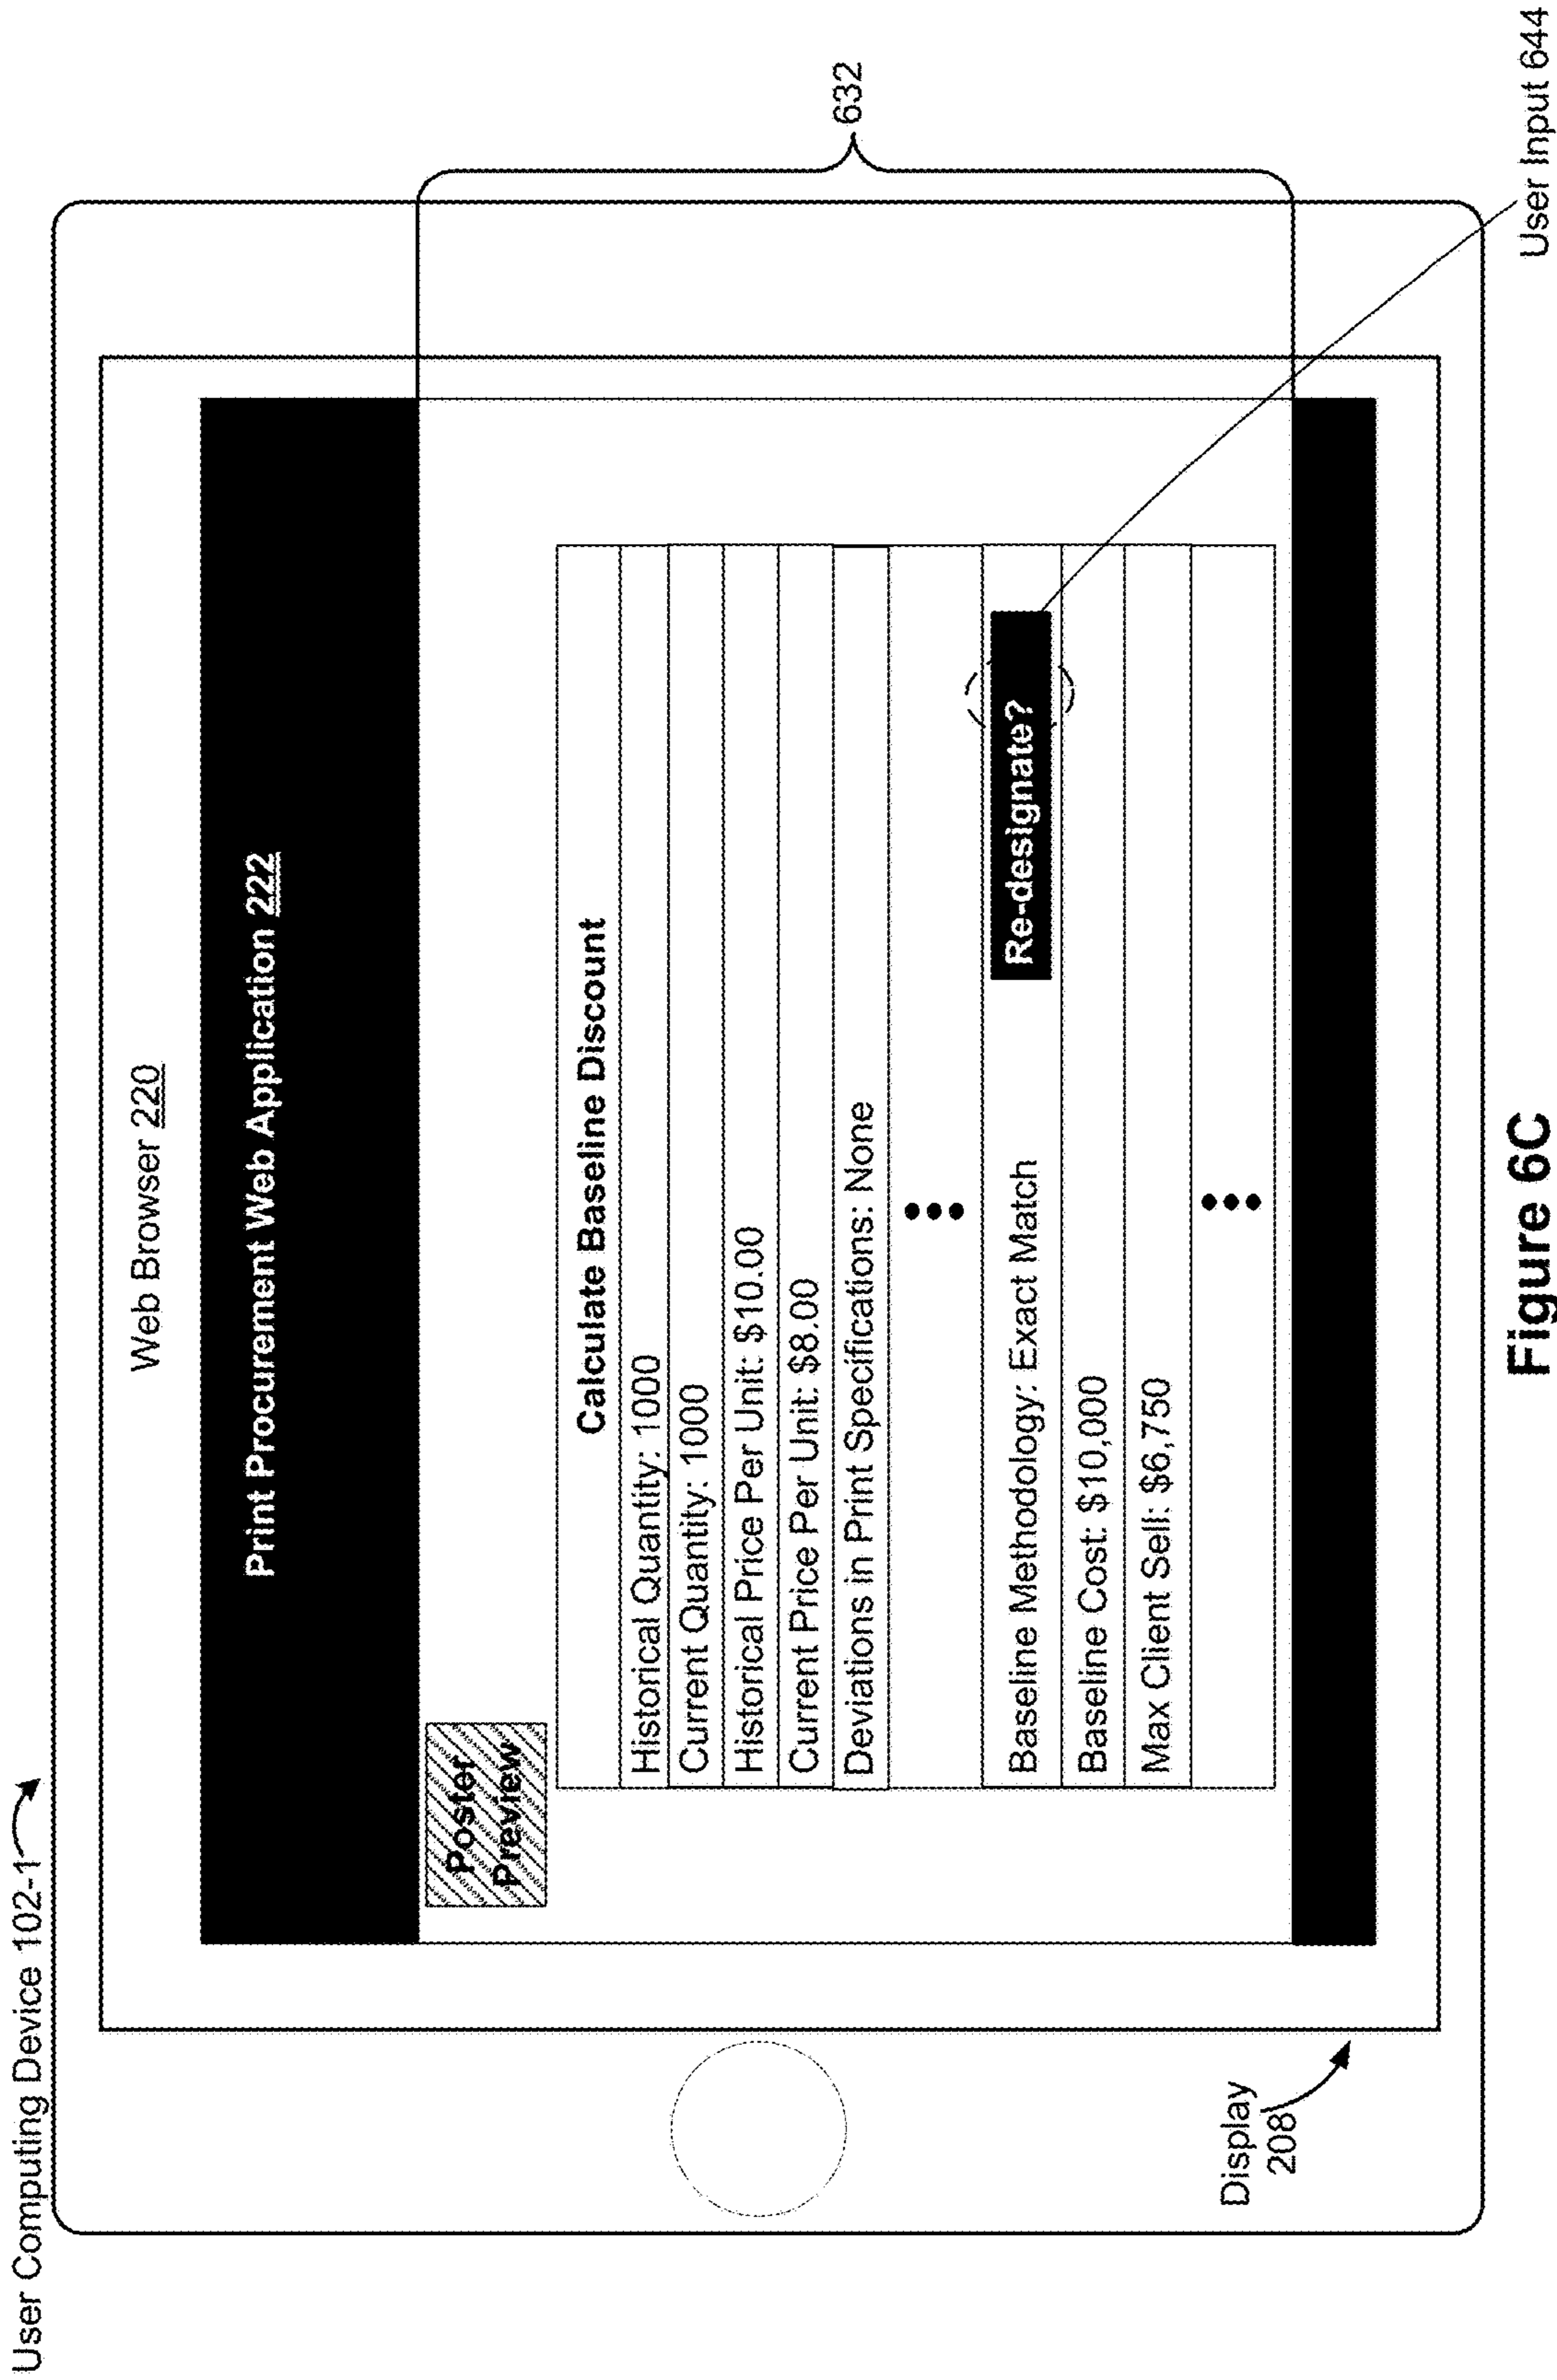 User Computing Device 102-1
Web Browser 220
Print Procurement Web Application 222
Poster
Preview
Calculate Baseline Discount
Historical Quantity: 1000
Current Quantity: 1000
Historical Price Per Unit: $10.00
Current Price Per Unit: $8.00
Deviations in Print Specifications: None
632
Baseline Methodology: Exact Match
Re-designate?
Baseline Cost: $10,000
Max Client Sell: $6,750
Display
208
User Input 644
Figure 6C